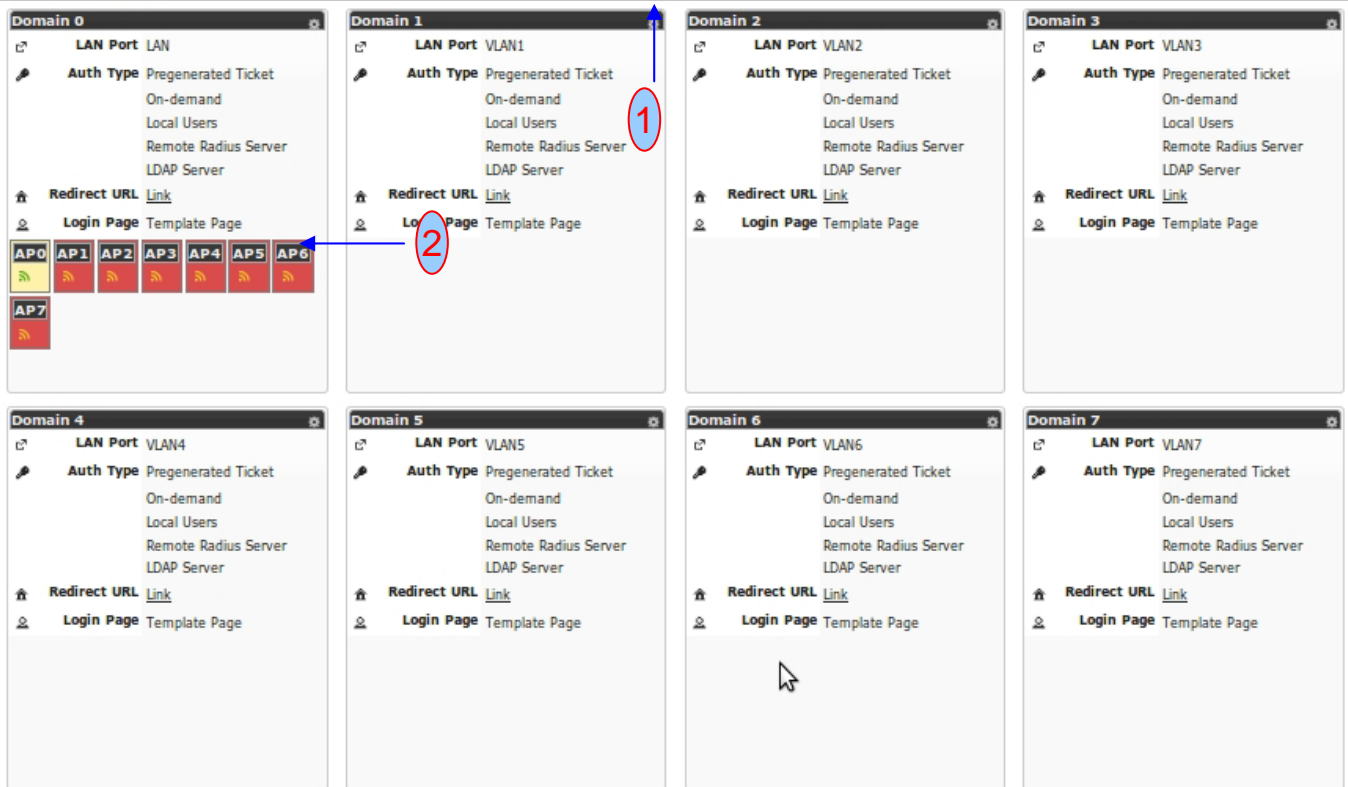 Domain 0
LAN Port LAN
Auth Type Pregenerated Ticket
On-demand
Local Users
Remote Radius Server
LDAP Server
Redirect URL Link
Login Page Template Page
AP0 AP1 AP2 AP3 AP4 AP5 AP6
AP7
Domain 1
LAN Port VLAN1
Auth Type Pregenerated Ticket
On-demand
Local Users
Remote Radius Server
LDAP Server
Redirect URL Link
Login Page Template Page
1
2
Domain 2
LAN Port VLAN2
Auth Type Pregenerated Ticket
On-demand
Local Users
Remote Radius Server
LDAP Server
Redirect URL Link
Login Page Template Page
Domain 3
LAN Port VLAN3
Auth Type Pregenerated Ticket
On-demand
Local Users
Remote Radius Server
LDAP Server
Redirect URL Link
Login Page Template Page
Domain 4
LAN Port VLAN4
Auth Type Pregenerated Ticket
On-demand
Local Users
Remote Radius Server
LDAP Server
Redirect URL Link
Login Page Template Page
Domain 5
LAN Port VLAN5
Auth Type Pregenerated Ticket
On-demand
Local Users
Remote Radius Server
LDAP Server
Redirect URL Link
Login Page Template Page
Domain 6
LAN Port VLAN6
Auth Type Pregenerated Ticket
On-demand
Local Users
Remote Radius Server
LDAP Server
Redirect URL Link
Login Page Template Page
Domain 7
LAN Port VLAN7
Auth Type Pregenerated Ticket
On-demand
Local Users
Remote Radius Server
LDAP Server
Redirect URL Link
Login Page Template Page